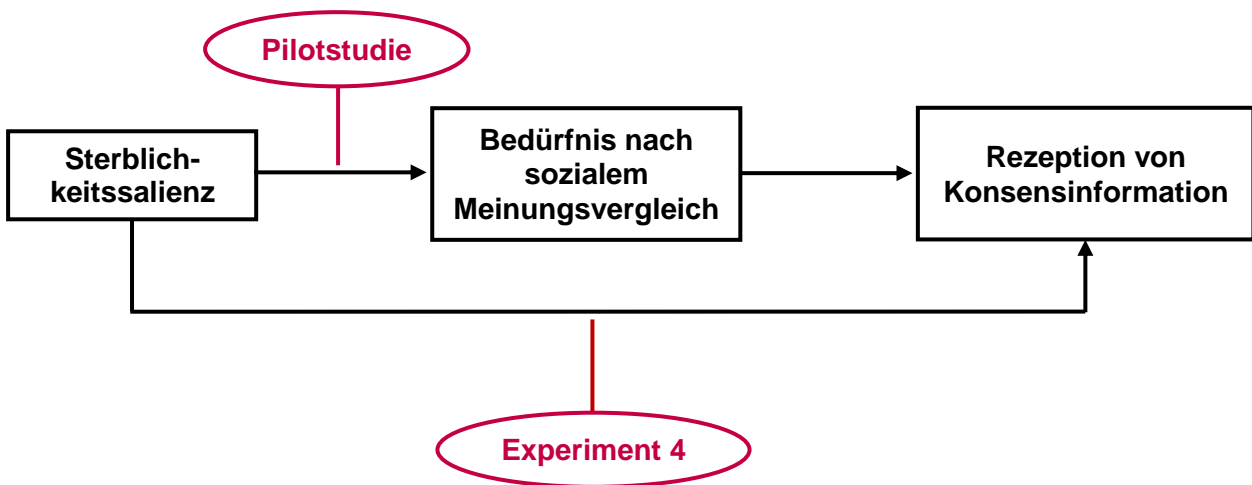 Pilotstudie
Sterblich-
keitssalienz
Bedürfnis nach
sozialem
Meinungsvergleich
Rezeption von
Konsensinformation
Experiment 4